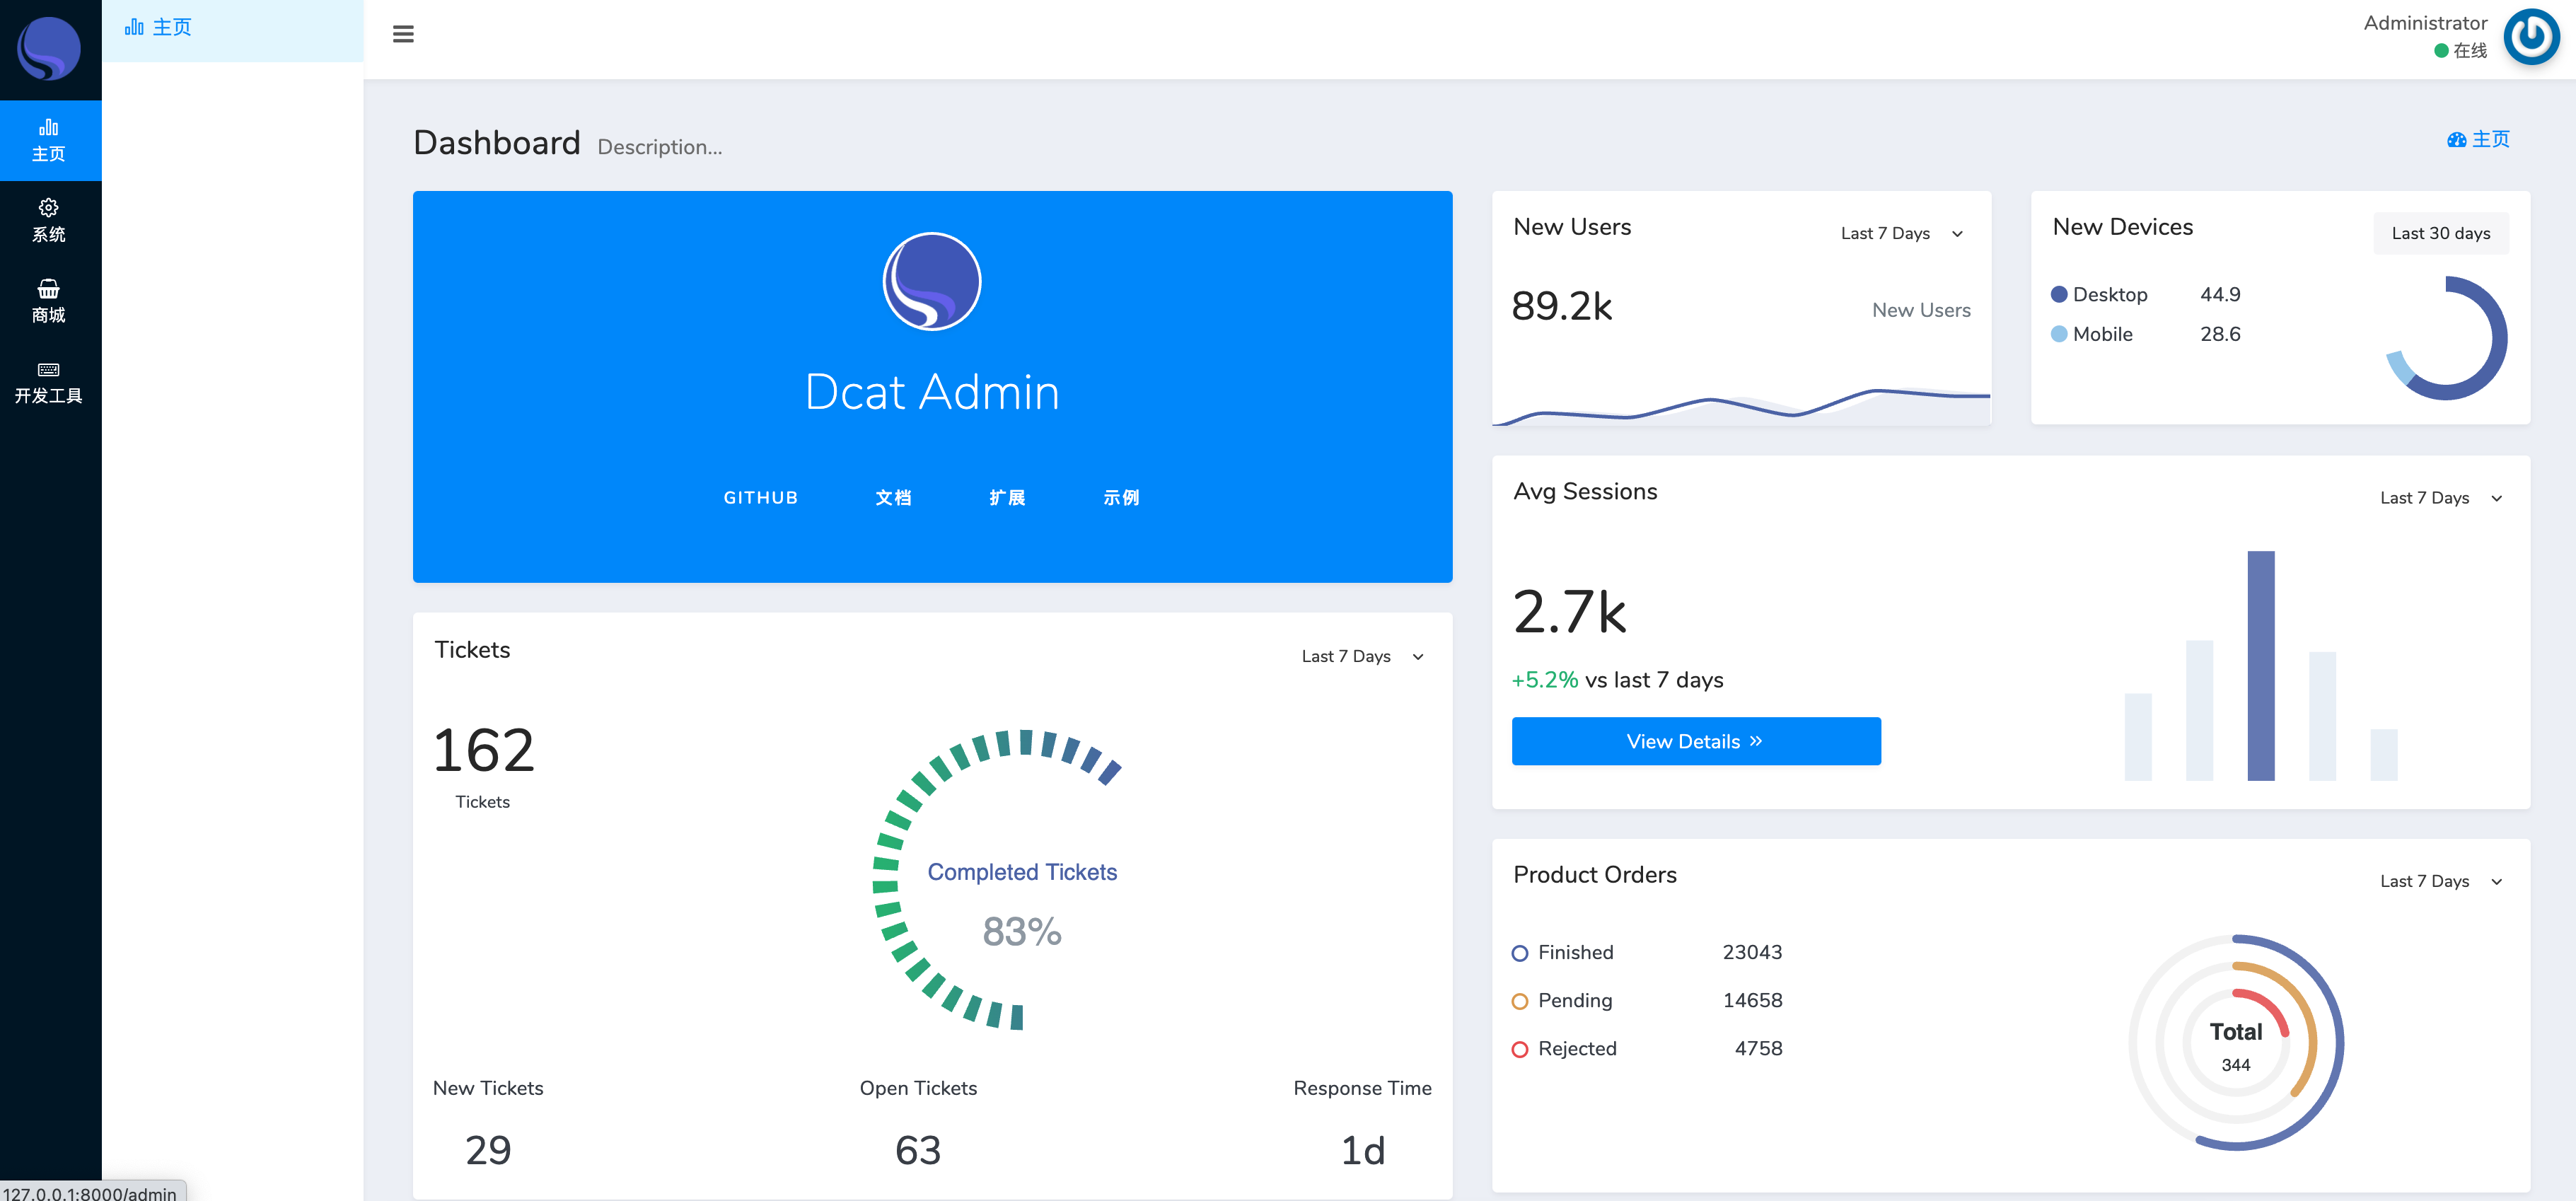 主页
系统
商城
开发工具
主页
Administrator
在线
Dashboard Description...
主页
Dcat Admin
GITHUB 文档 扩展 示例
New Users Last 7 Days
89.2k New Users
New Devices Last 30 days
Desktop 44.9
Mobile 28.6
Avg Sessions Last 7 Days
2.7k
+5.2% vs last 7 days
View Details »
Tickets Last 7 Days
162
Tickets
Completed Tickets
83%
New Tickets Open Tickets Response Time
29 63 1d
Product Orders Last 7 Days
Finished 23043
Pending 14658
Rejected 4758
Total
344
127.0.0.1:8000/admin